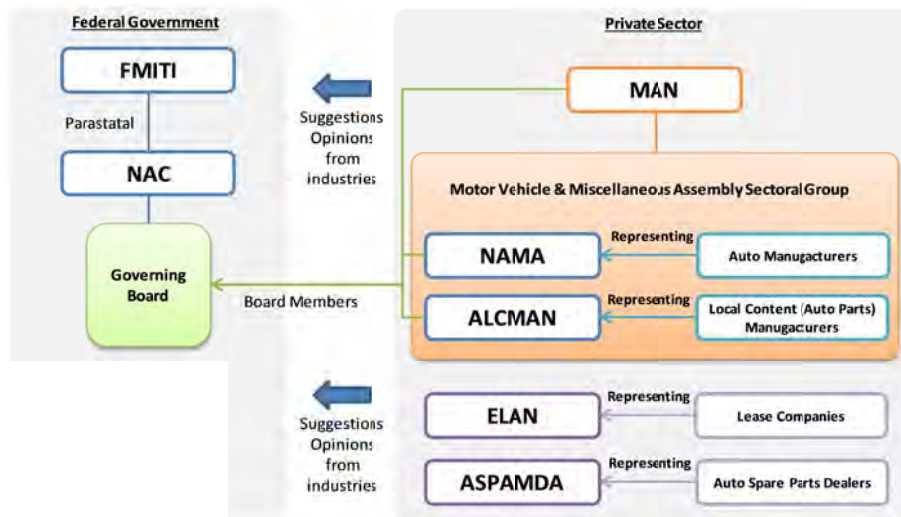 Federal Government
FMITI
Parastatal
NAC
Governing
Board
Suggestions
Opinions
from
industries
Board Members
Private Sector
MAN
Motor Vehicle & Miscellaneous Assembly Sectoral Group
NAMA
Representing
Auto Manugacturers
ALCMAN
Representing
Local Content (Auto Parts)
Manugacturers
Suggestions
Opinions
from
industries
ELAN
Representing
Lease Companies
ASPAMDA
Representing
Auto Spare Parts Dealers